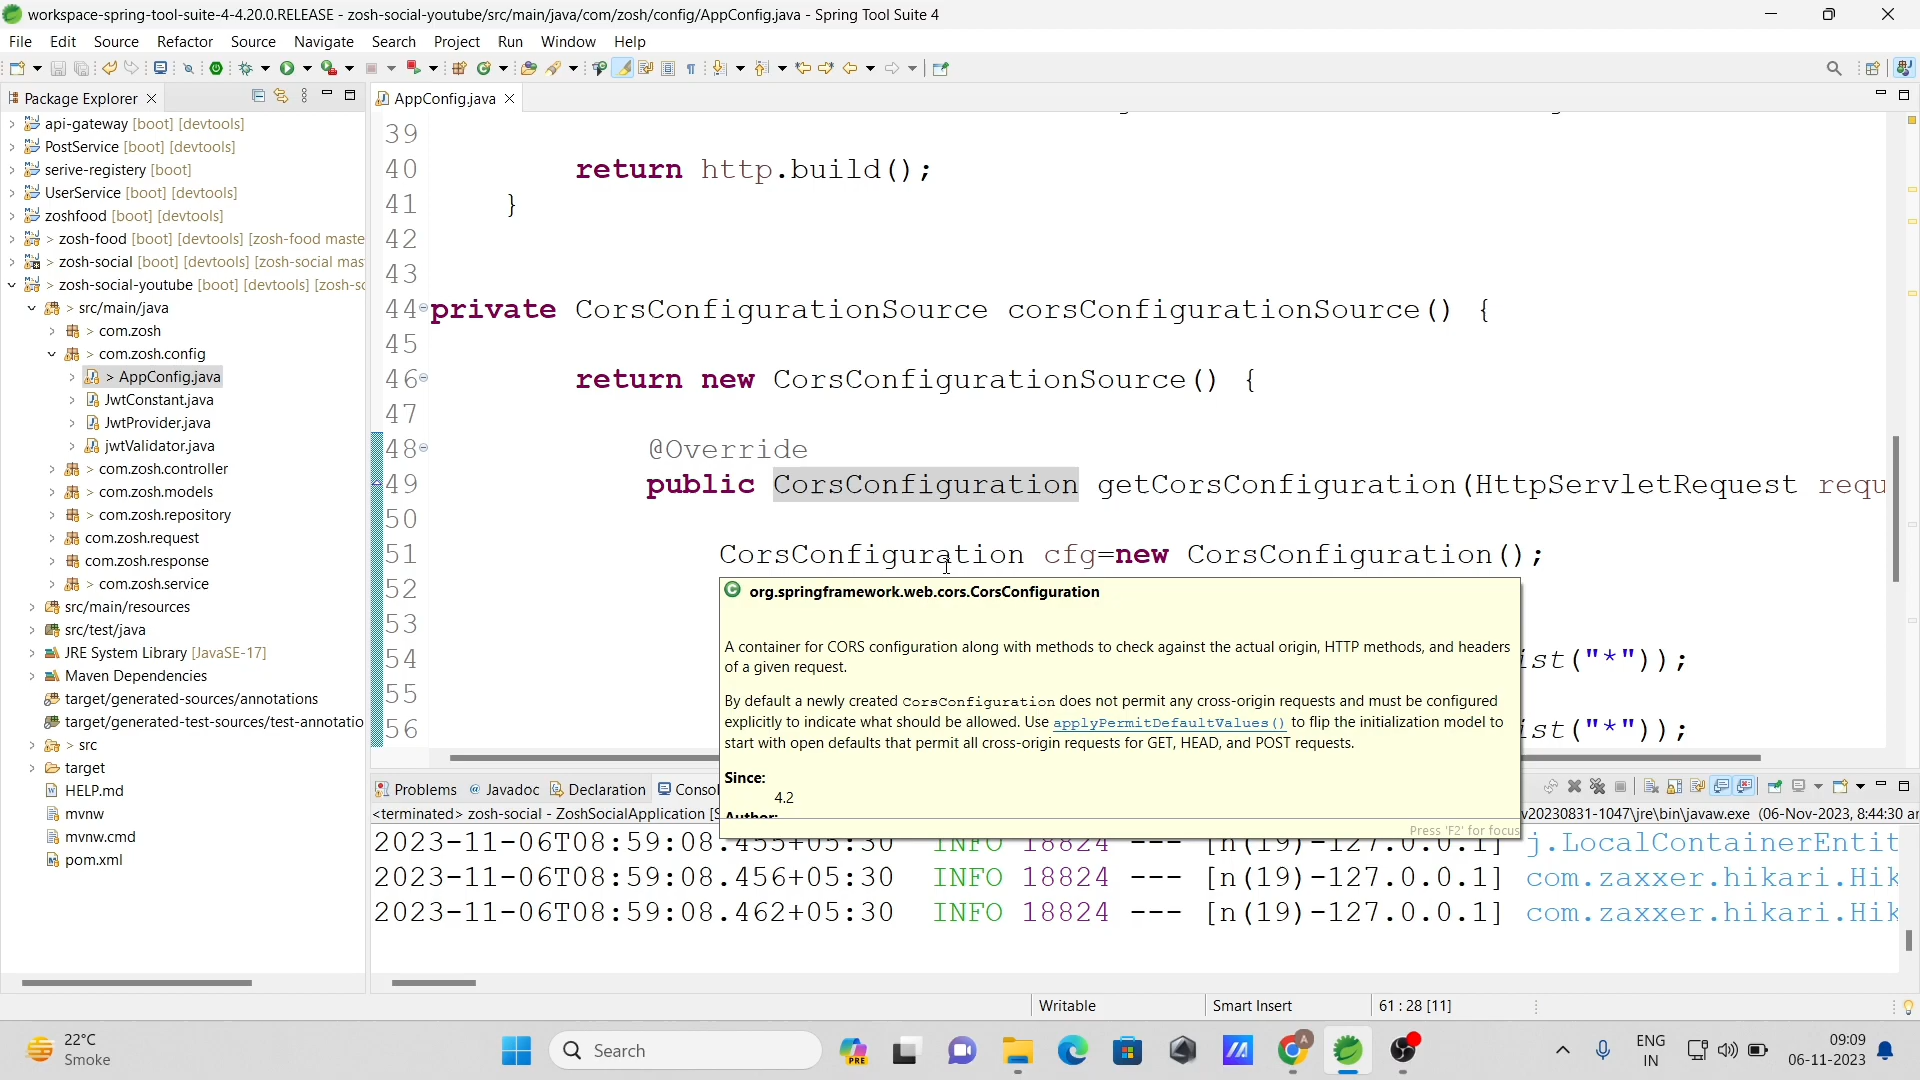 workspace-spring-tool-suite-4-4.20.0.RELEASE - zosh-social-youtube/src/main/java/com/zosh/config/AppConfig.java - Spring Tool Suite 4
File Edit Source Refactor Source Navigate Search Project Run Window Help
Package Explorer
AppConfig.java
api-gateway [boot] [devtools]
PostService [boot] [devtools]
serive-registery [boot]
UserService [boot] [devtools]
zoshfood [boot] [devtools]
> zosh-food [boot] [devtools] [zosh-food maste
> zosh-social [boot] [devtools] [zosh-social mas
> zosh-social-youtube [boot] [devtools] [zosh-sc
> src/main/java
> com.zosh
> com.zosh.config
> AppConfig.java
JwtConstant.java
JwtProvider.java
jwtValidator.java
> com.zosh.controller
> com.zosh.models
> com.zosh.repository
com.zosh.request
com.zosh.response
> com.zosh.service
src/main/resources
src/test/java
JRE System Library [JavaSE-17]
Maven Dependencies
target/generated-sources/annotations
target/generated-test-sources/test-annotatio
> src
target
HELP.md
mvnw
mvnw.cmd
pom.xml
39
40 return http.build();
41 }
42
43
44 private CorsConfigurationSource corsConfigurationSource() {
45
46 return new CorsConfigurationSource() {
47
48 @Override
49 public CorsConfiguration getCorsConfiguration(HttpServletRequest requ
50
51 CorsConfiguration cfg=new CorsConfiguration();
52
53
54 ist("*"));
55
56 ist("*"));
org.springframework.web.cors.CorsConfiguration
A container for CORS configuration along with methods to check against the actual origin, HTTP methods, and headers
of a given request.
By default a newly created CorsConfiguration does not permit any cross-origin requests and must be configured
explicitly to indicate what should be allowed. Use applyPermitDefaultValues() to flip the initialization model to
start with open defaults that permit all cross-origin requests for GET, HEAD, and POST requests.
Since:
4.2
Author:
Press 'F2' for focus
Problems @ Javadoc Declaration Consol
<terminated> zosh-social - ZoshSocialApplication [S v20230831-1047\jre\bin\javaw.exe (06-Nov-2023, 8:44:30 ar
2023-11-06T08:59:08.455+05:30 INFO 18824 --- [n(19)-127.0.0.1] j.LocalContainerEntit
2023-11-06T08:59:08.456+05:30 INFO 18824 --- [n(19)-127.0.0.1] com.zaxxer.hikari.Hik
2023-11-06T08:59:08.462+05:30 INFO 18824 --- [n(19)-127.0.0.1] com.zaxxer.hikari.Hik
Writable Smart Insert 61 : 28 [11]
22°C
Smoke
Search
PRE
A
ENG
IN
09:09
06-11-2023